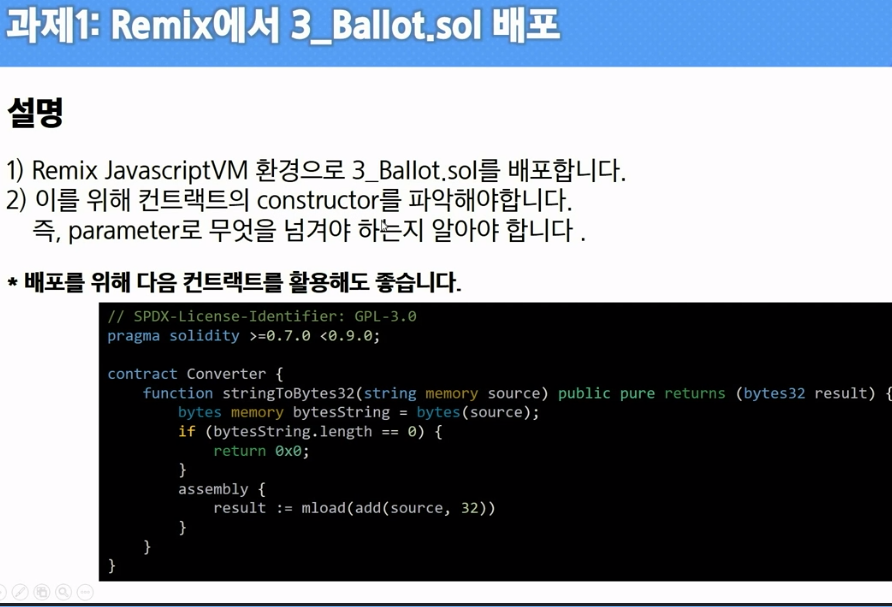 과제1: Remix에서 3_Ballot.sol 배포
설명
1) Remix JavascriptVM 환경으로 3_Ballot.sol를 배포합니다.
2) 이를 위해 컨트랙트의 constructor를 파악해야합니다.
즉, parameter로 무엇을 넘겨야 하는지 알아야 합니다 .
* 배포를 위해 다음 컨트랙트를 활용해도 좋습니다.
// SPDX-License-Identifier: GPL-3.0
pragma solidity >=0.7.0 <0.9.0;
contract Converter {
function stringToBytes32(string memory source) public pure returns (bytes32 result) {
bytes memory bytesString = bytes(source);
if (bytesString.length == 0) {
return 0x0;
}
assembly {
result := mload(add(source, 32))
}
}
}